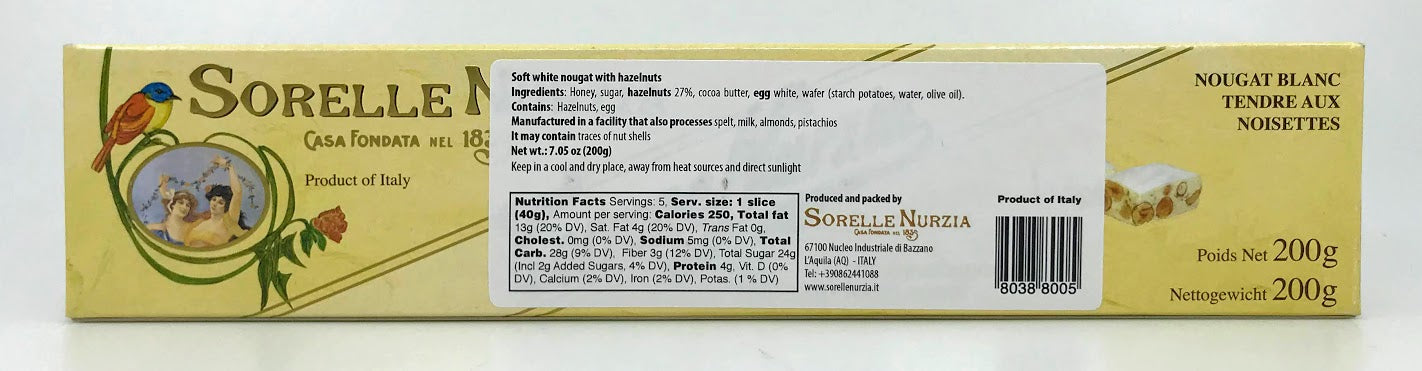 SORELLE N
CASA FONDATA NEL 183
Product of Italy
Soft white nougat with hazelnuts
Ingredients: Honey, sugar, hazelnuts 27%, cocoa butter, egg white, wafer (starch potatoes, water, olive oil).
Contains: Hazelnuts, egg
Manufactured in a facility that also processes spelt, milk, almonds, pistachios
It may contain traces of nut shells
Net wt.: 7.05 oz (200g)
Keep in a cool and dry place, away from heat sources and direct sunlight
Nutrition Facts Servings: 5, Serv. size: 1 slice
(40g), Amount per serving: Calories 250, Total fat
13g (20% DV), Sat. Fat 4g (20% DV), Trans Fat 0g,
Cholest. 0mg (0% DV), Sodium 5mg (0% DV), Total
Carb. 28g (9% DV), Fiber 3g (12% DV), Total Sugar 24g
(Incl 2g Added Sugars, 4% DV), Protein 4g, Vit. D (0%
DV), Calcium (2% DV), Iron (2% DV), Potas. (1 % DV)
Produced and packed by
SORELLE NURZIA
CASA FONDATA NEL 1839
67100 Nucleo Industriale di Bazzano
L'Aquila (AQ) - ITALY
Tel: +390862441088
www.sorellenurzia.it
Product of Italy
8038 8005
NOUGAT BLANC
TENDRE AUX
NOISETTES
Poids Net 200g
Nettogewicht 200g